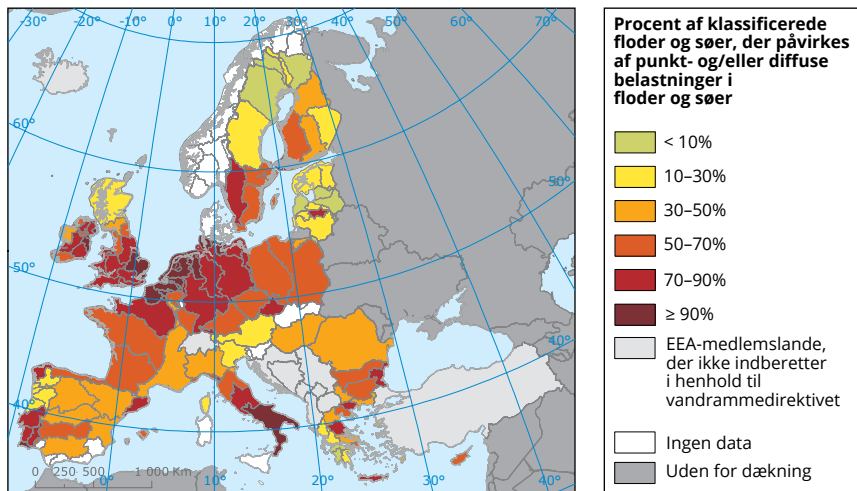 -20°
-10°
0°
10°
20°
30°
60°
70°
-30°
60°
50°
50°
60°
50°
40°
40°
-10°
0°
10°
20°
30°
40°
0 250 500 1 000 Km
Procent af klassificerede
floder og søer, der påvirkes
af punkt- og/eller diffuse
belastninger i
floder og søer
< 10%
10–30%
30–50%
50–70%
70–90%
≥ 90%
EEA-medlemslande,
der ikke indberetter
i henhold til
vandrammedirektivet
Ingen data
Uden for dækning